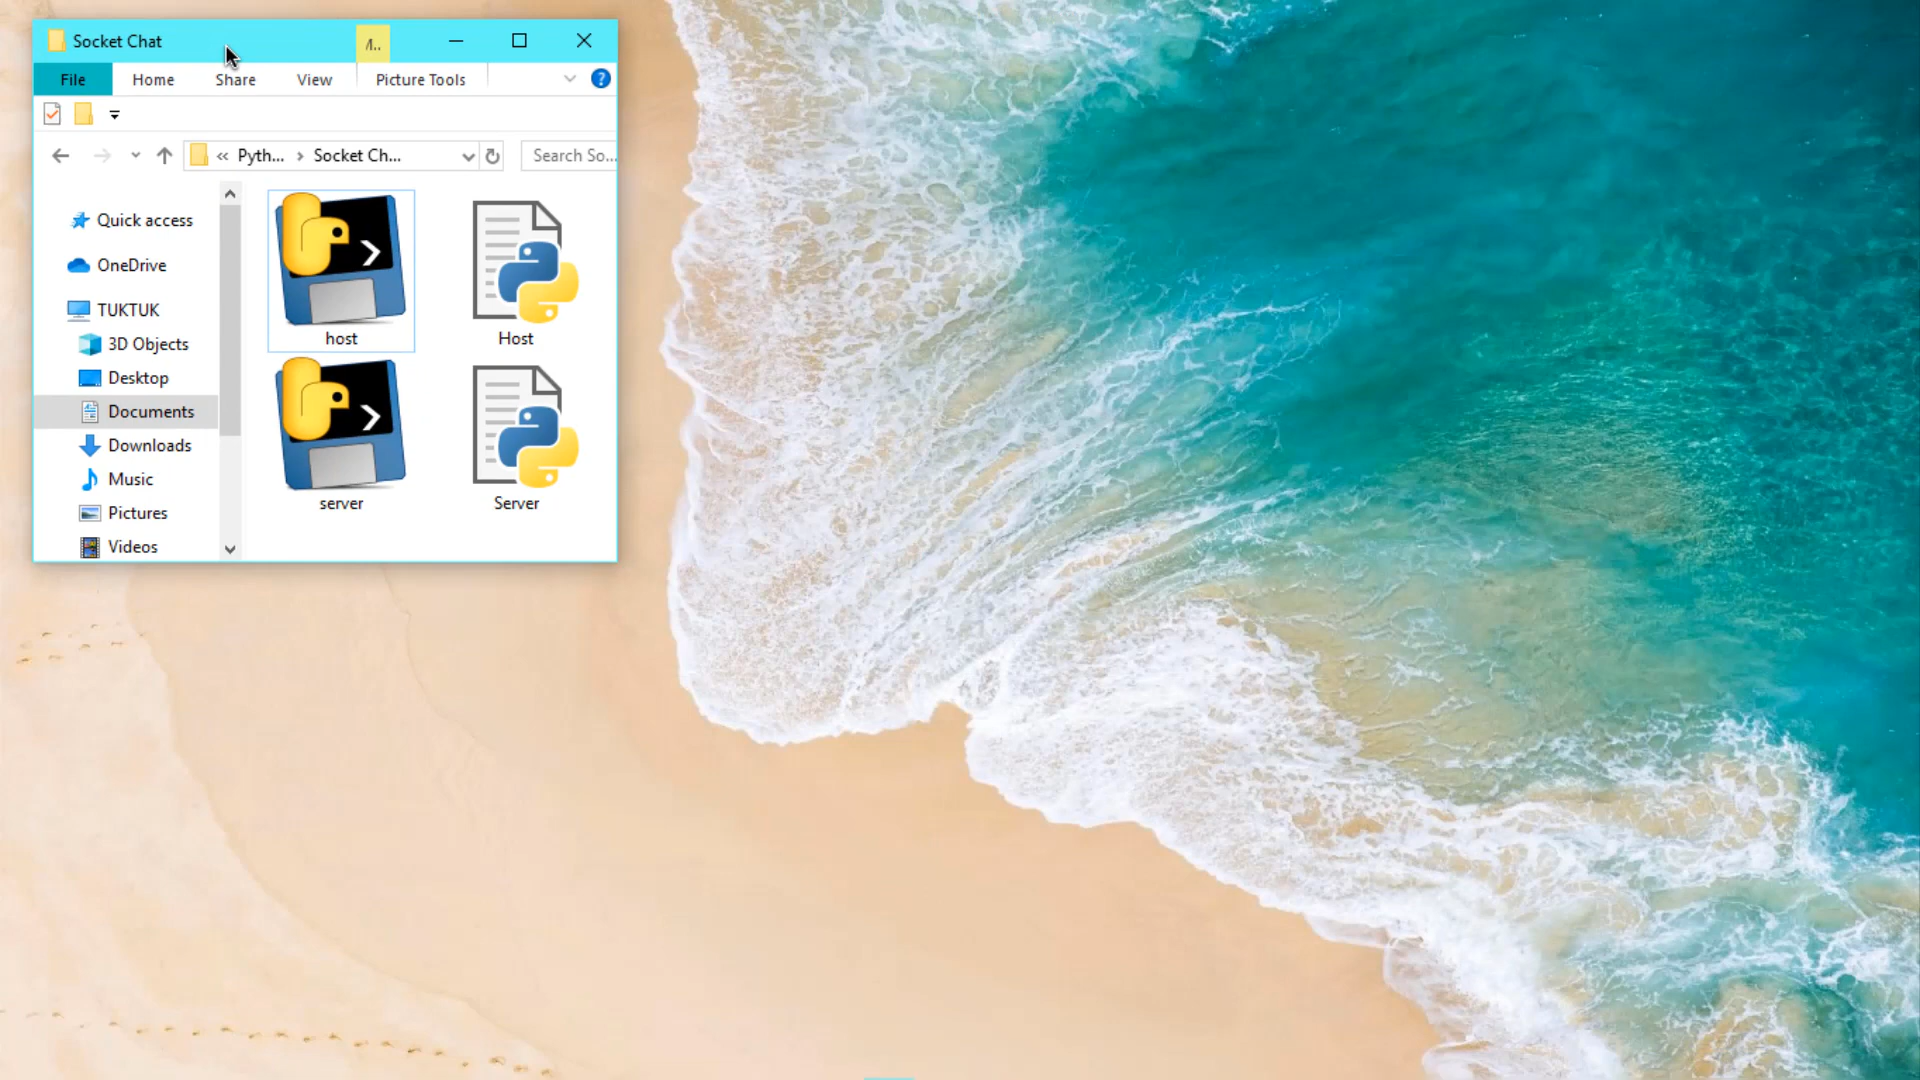 Socket Chat
File Home Share View Picture Tools
Pyth... Socket Ch... Search So...
Quick access
OneDrive
TUKTUK
3D Objects
Desktop
Documents
Downloads
Music
Pictures
Videos
host
Host
server
Server